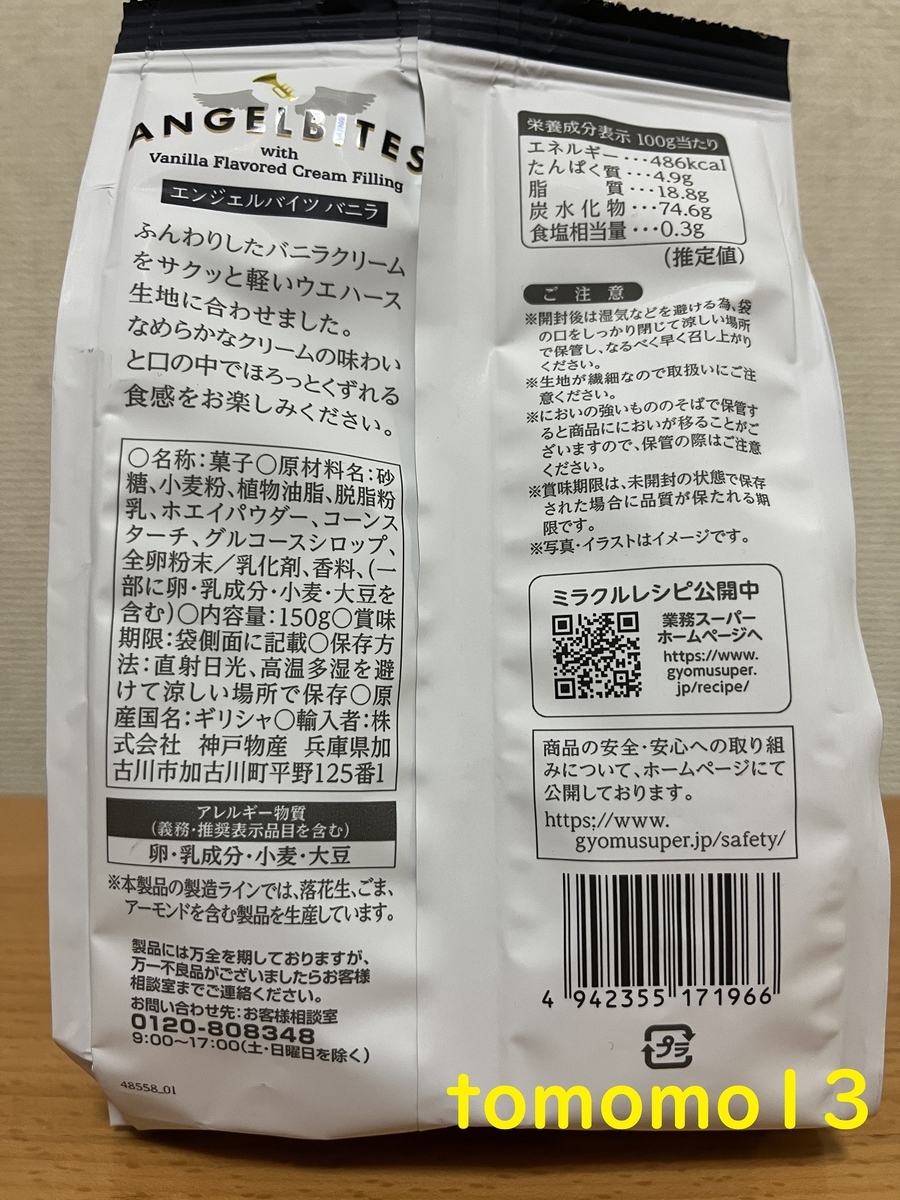 ANGELBITES
with
Vanilla Flavored Cream Filling
エンジェルバイツ バニラ
ふんわりしたバニラクリーム
をサクッと軽いウエハース
生地に合わせました。
なめらかなクリームの味わい
と口の中でほろっとくずれる
食感をお楽しみください。
〇名称:菓子〇原材料名:砂
糖、小麦粉、植物油脂、脱脂粉
乳、ホエイパウダー、コーンス
ターチ、グルコースシロップ、
全卵粉末/乳化剤、香料、(一
部に卵・乳成分・小麦・大豆を
含む)〇内容量:150g〇賞味
期限:袋側面に記載〇保存方
法:直射日光、高温多湿を避
けて涼しい場所で保存〇原
産国名:ギリシャ〇輸入者:株
式会社 神戸物産 兵庫県加
古川市加古川町平野125番1
アレルギー物質
(義務・推奨表示品目を含む)
卵・乳成分・小麦・大豆
※本製品の製造ラインでは、落花生、ごま、
アーモンドを含む製品を生産しています。
製品には万全を期しておりますが、
万一不良品がございましたらお客様
相談室までご連絡ください。
お問い合わせ先:お客様相談室
0120-808348
9:00〜17:00(土・日曜日を除く)
48558_01
栄養成分表示 100g当たり
エネルギー・・・486kcal
たんぱく質・・・4.9g
脂質・・・18.8g
炭水化物・・・74.6g
食塩相当量・・・0.3g
(推定値)
ご注意
※開封後は湿気などを避ける為、袋
の口をしっかり閉じて涼しい場所
で保管し、なるべく早く召し上がり
ください。
※生地が繊細なので取扱いにご注
意ください。
※においの強いもののそばで保管す
ると商品ににおいが移ることがご
ざいますので、保管の際はご注意
ください。
※賞味期限は、未開封の状態で保存
された場合に品質が保たれる期
限です。
※写真・イラストはイメージです。
ミラクルレシピ公開中
業務スーパー
ホームページへ
https://www.
gyomusuper.
jp/recipe/
商品の安全・安心への取り組
みについて、ホームページにて
公開しております。
https://www.
gyomusuper.jp/safety/
4 942355 171966
プラ
tomomo13